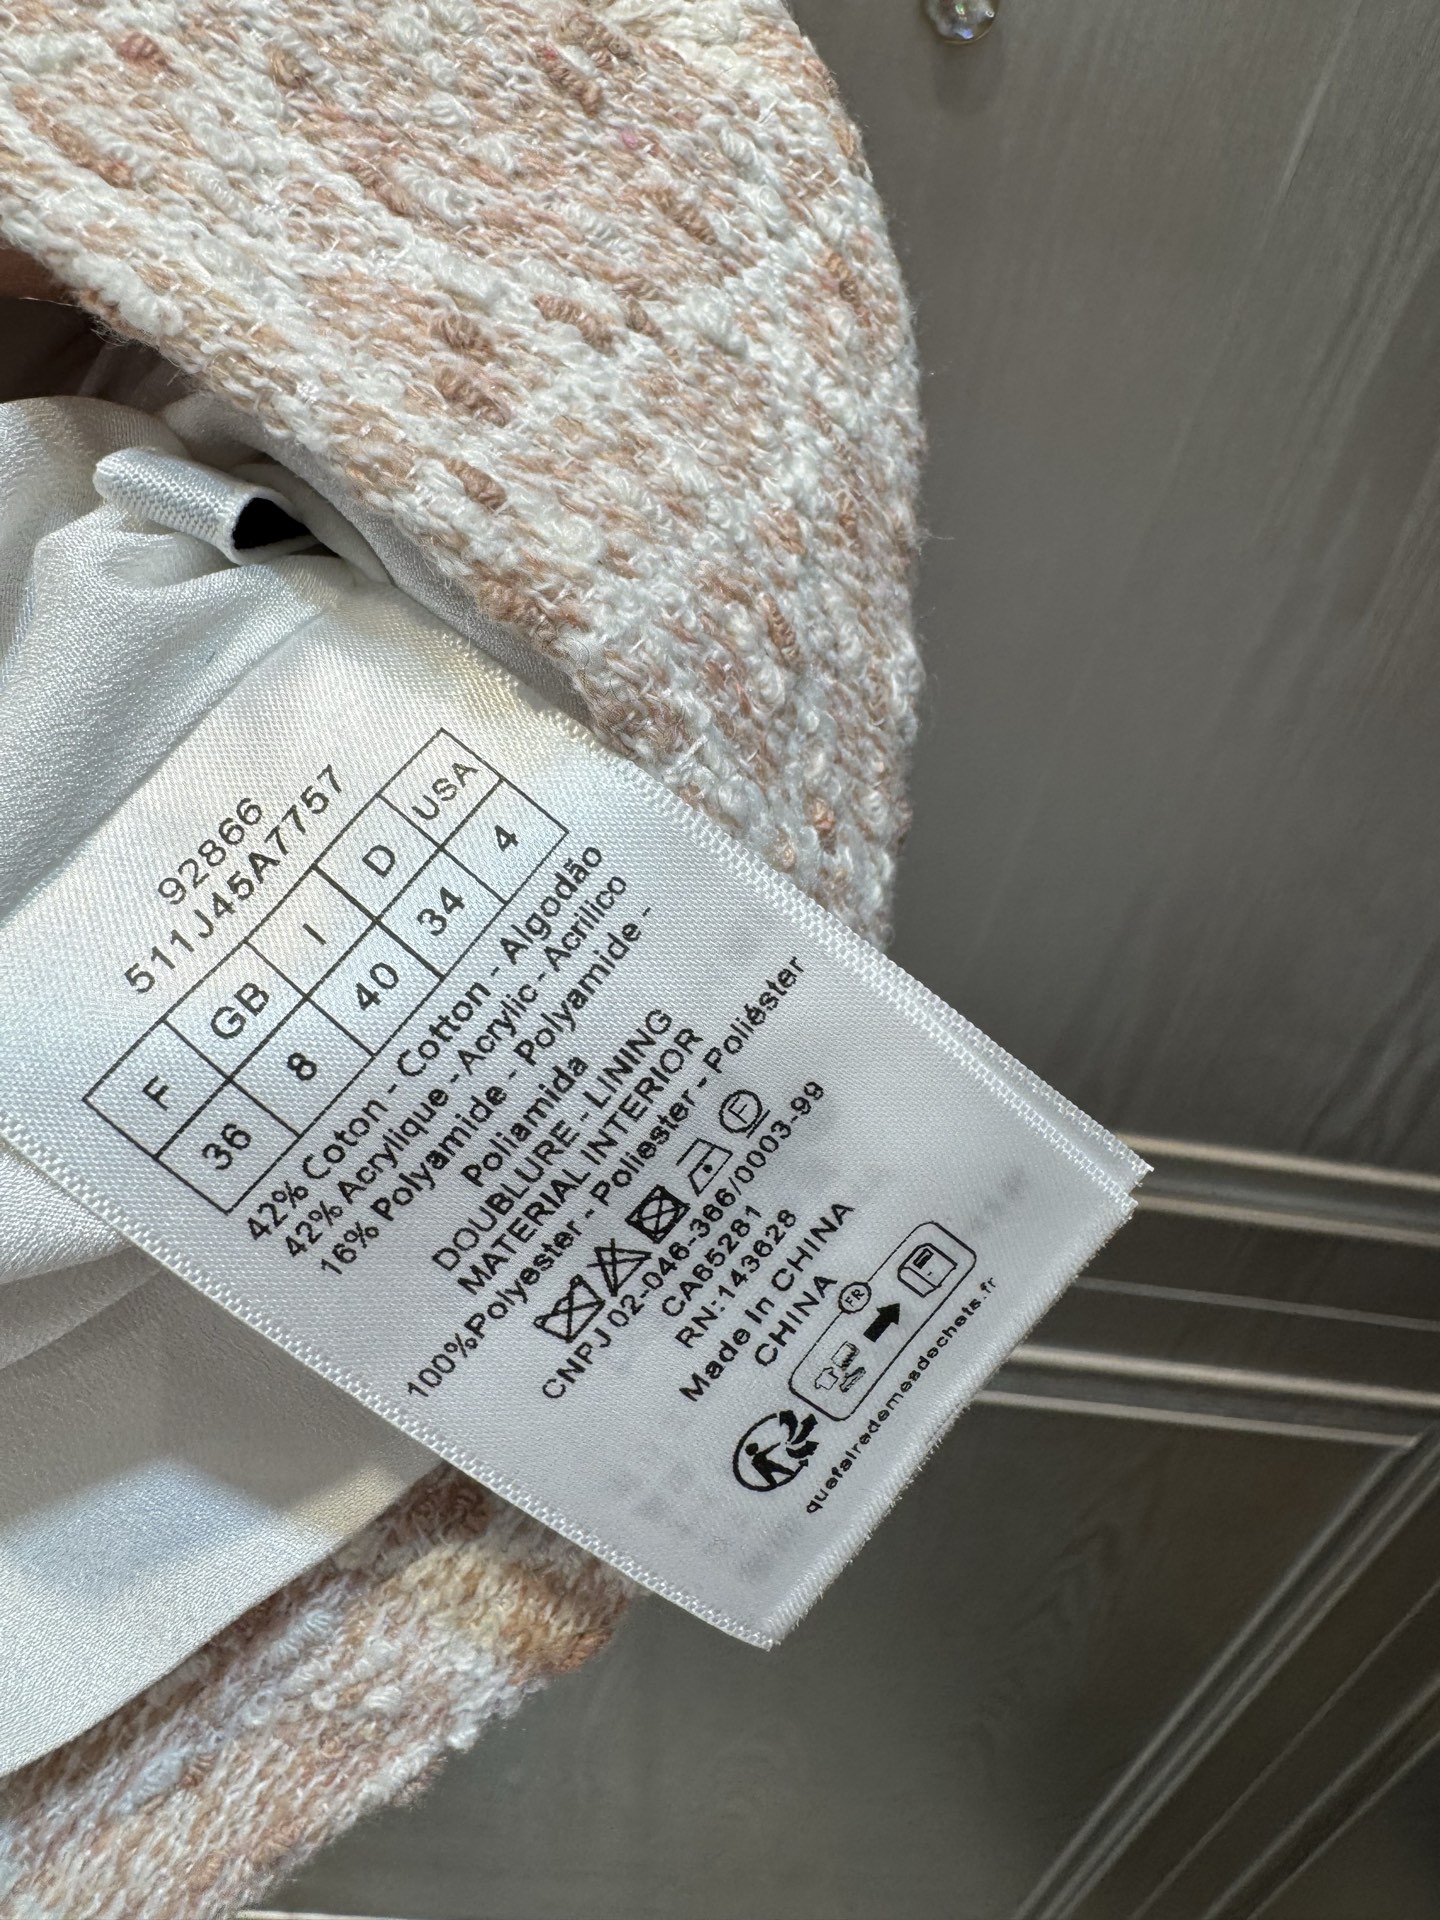 92866
511J45A7757
F GB I D USA
36 8 40 34 4
42% Coton - Cotton - Algodão
42% Acrylique - Acrylic - Acrilico
16% Polyamide - Polyamide -
Poliamida
DOUBLURE - LINING
MATERIAL INTERIOR
100%Polyester - Poliester - Poliéster
F
CNPJ 02-046-366/0003-99
CA65281
RN:143628
Made In CHINA
CHINA
FR
quefairedemesdechets.fr